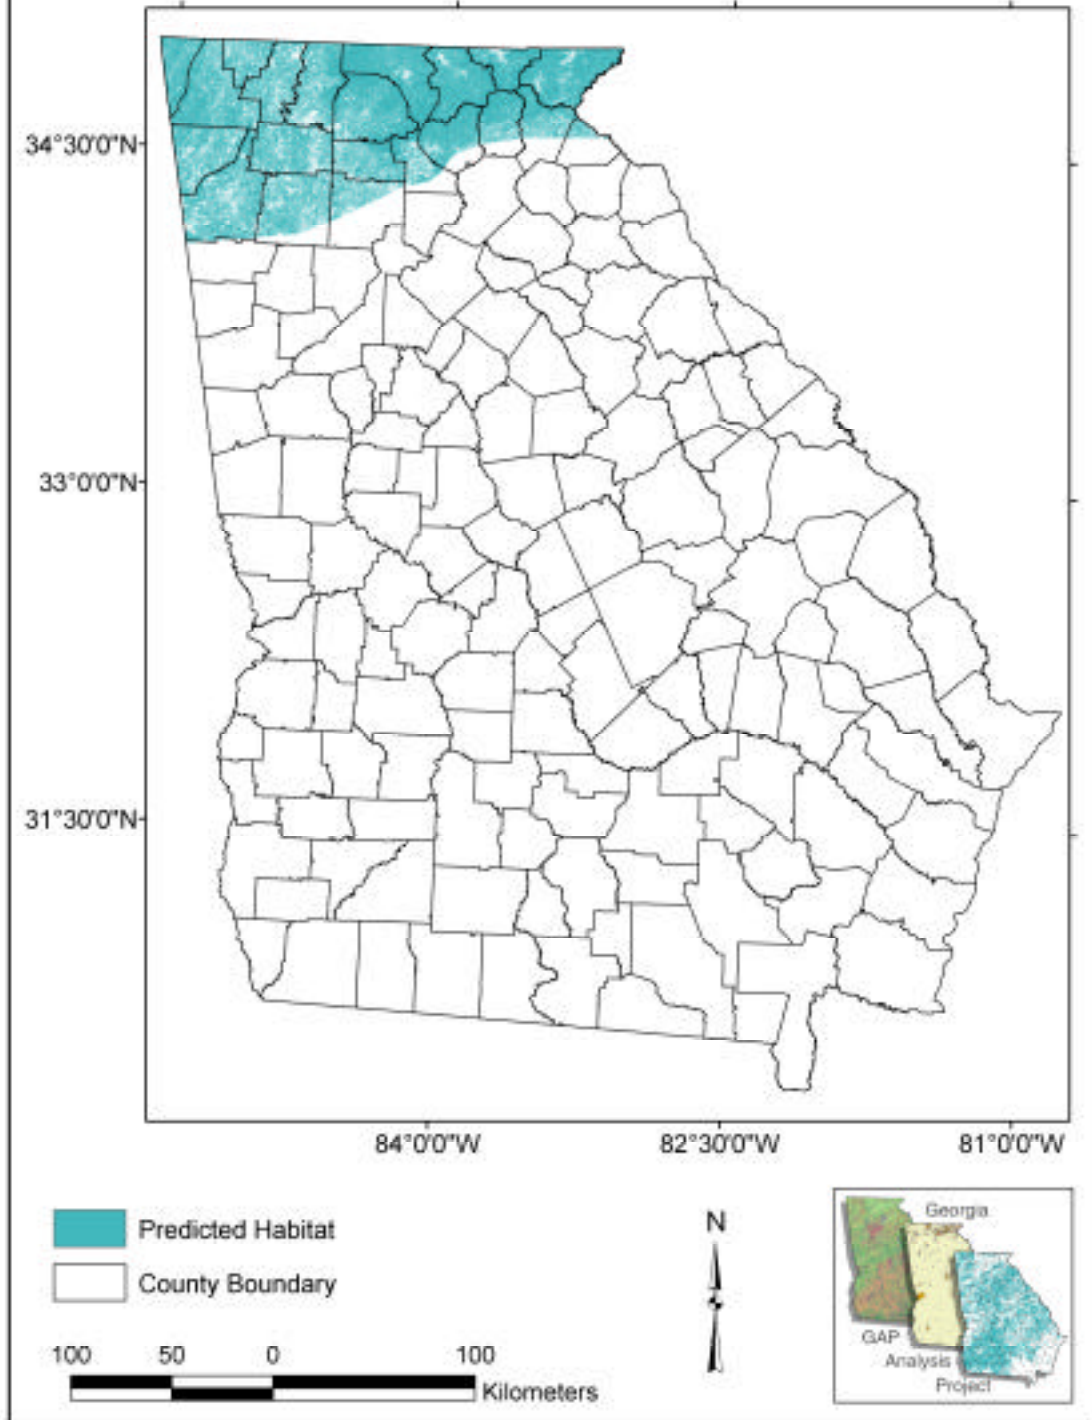 34°30'0"N
33°0'0"N
31°30'0"N
84°0'0"W 82°30'0"W 81°0'0"W
Predicted Habitat
County Boundary
100 50 0 100
Kilometers
N
Georgia
GAP
Analysis
Project